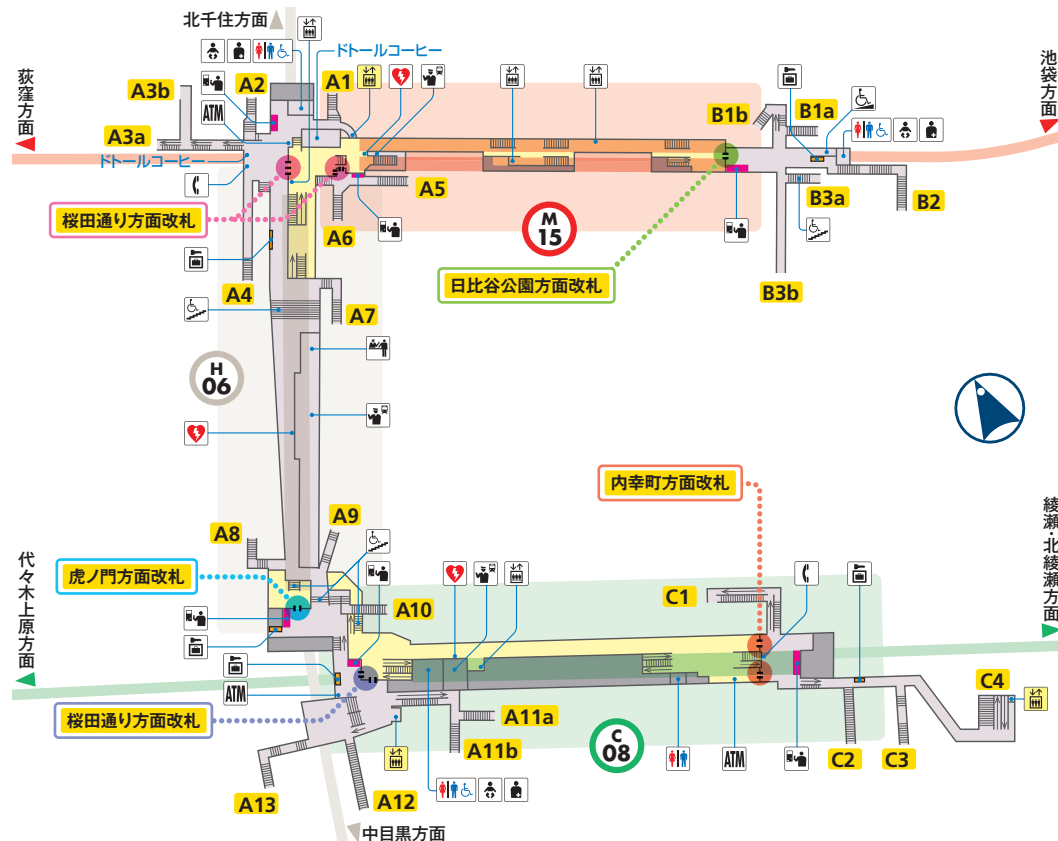 北千住方面
ドトールコーヒー
荻窪方面
池袋方面
A3b
A2
A1
B1b
B1a
ATM
A3a
ドトールコーヒー
A5
B3a
B2
桜田通り方面改札
A6
M
15
日比谷公園方面改札
A4
A7
B3b
H
06
内幸町方面改札
A8
A9
代々木上原方面
綾瀬・北綾瀬方面
虎ノ門方面改札
A10
C1
ATM
C4
桜田通り方面改札
A11a
A11b
C
08
ATM
C2
C3
A13
A12
中目黒方面